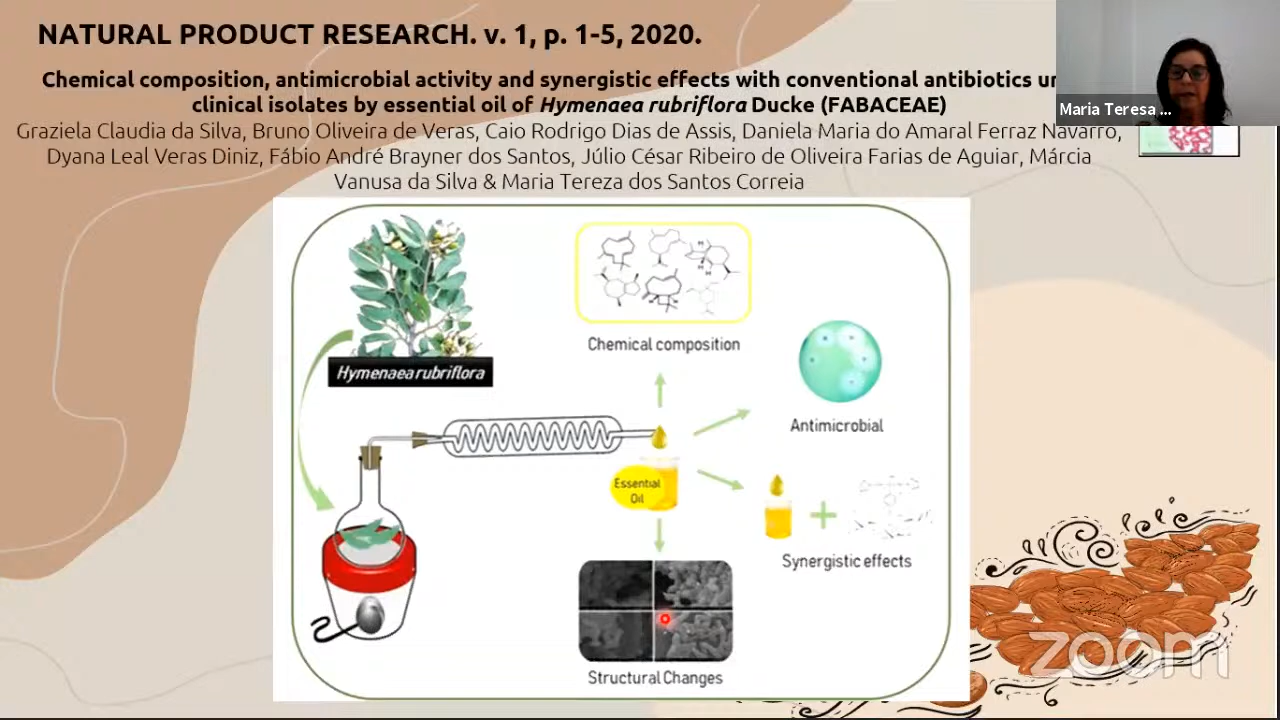 NATURAL PRODUCT RESEARCH. v. 1, p. 1-5, 2020.
Chemical composition, antimicrobial activity and synergistic effects with conventional antibiotics
clinical isolates by essential oil of Hymenaea rubriflora Ducke (FABACEAE)
Graziela Claudia da Silva, Bruno Oliveira de Veras, Caio Rodrigo Dias de Assis, Daniela Maria do Amaral Ferraz Navarro,
Dyana Leal Veras Diniz, Fábio André Brayner dos Santos, Júlio César Ribeiro de Oliveira Farias de Aguiar, Márcia
Vanusa da Silva & Maria Tereza dos Santos Correia
Maria Teresa ...
Hymenaea rubriflora
Chemical composition
Antimicrobial
Essential
Oil
Synergistic effects
Structural Changes
zoom